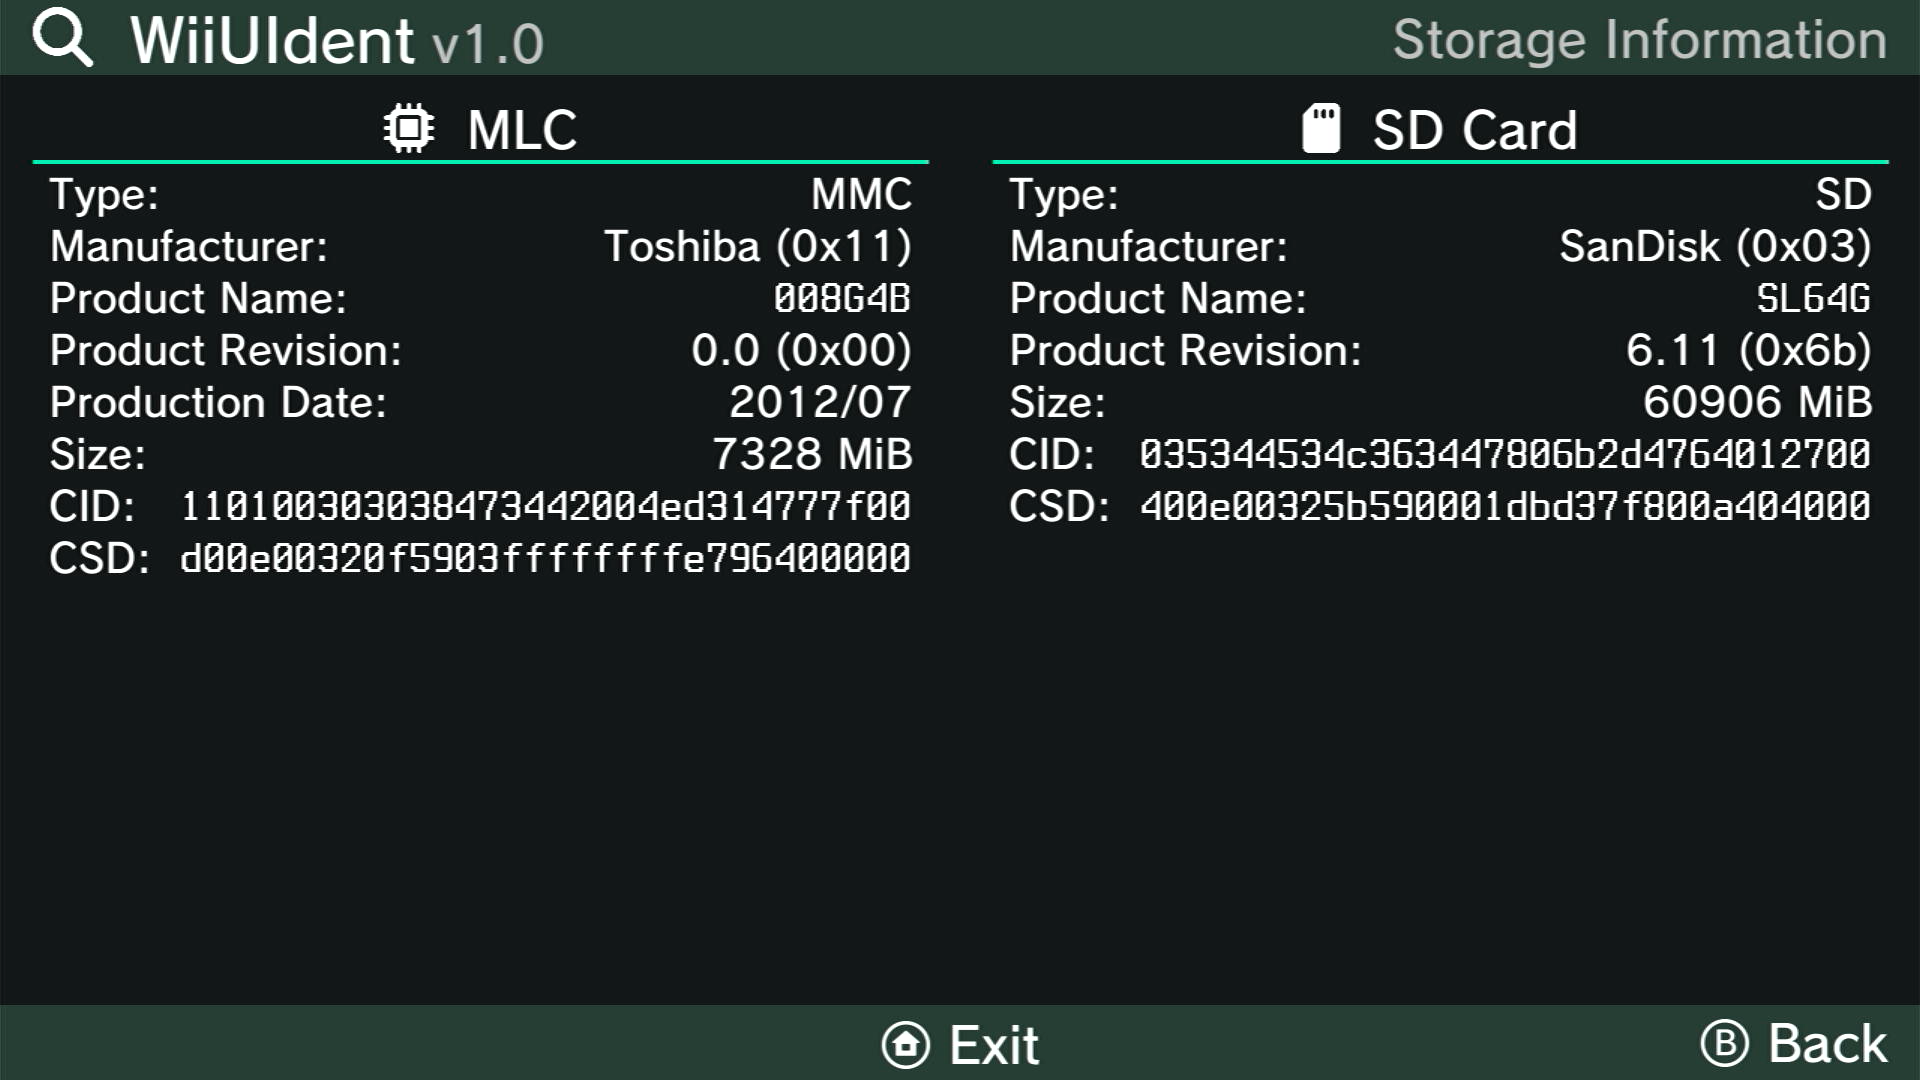 WiiUIdent v1.0
Storage Information
MLC
Type: MMC
Manufacturer: Toshiba (0x11)
Product Name: 008G4B
Product Revision: 0.0 (0x00)
Production Date: 2012/07
Size: 7328 MiB
CID: 110100303038473442004ed314777f00
CSD: d00e00320f5903ffffffffe796400000
SD Card
Type: SD
Manufacturer: SanDisk (0x03)
Product Name: SL64G
Product Revision: 6.11 (0x6b)
Size: 60906 MiB
CID: 035344534c363447806b2d4764012700
CSD: 400e00325b590001dbd37f800a404000
Exit
B Back